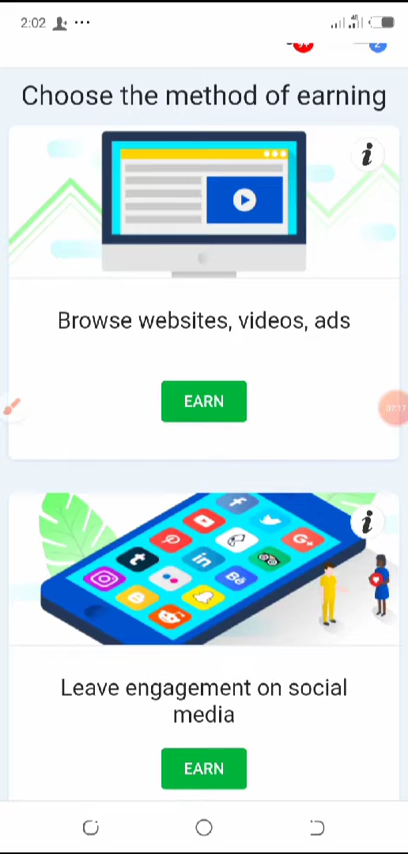 2:02
Choose the method of earning
Browse websites, videos, ads
EARN
Leave engagement on social
media
EARN